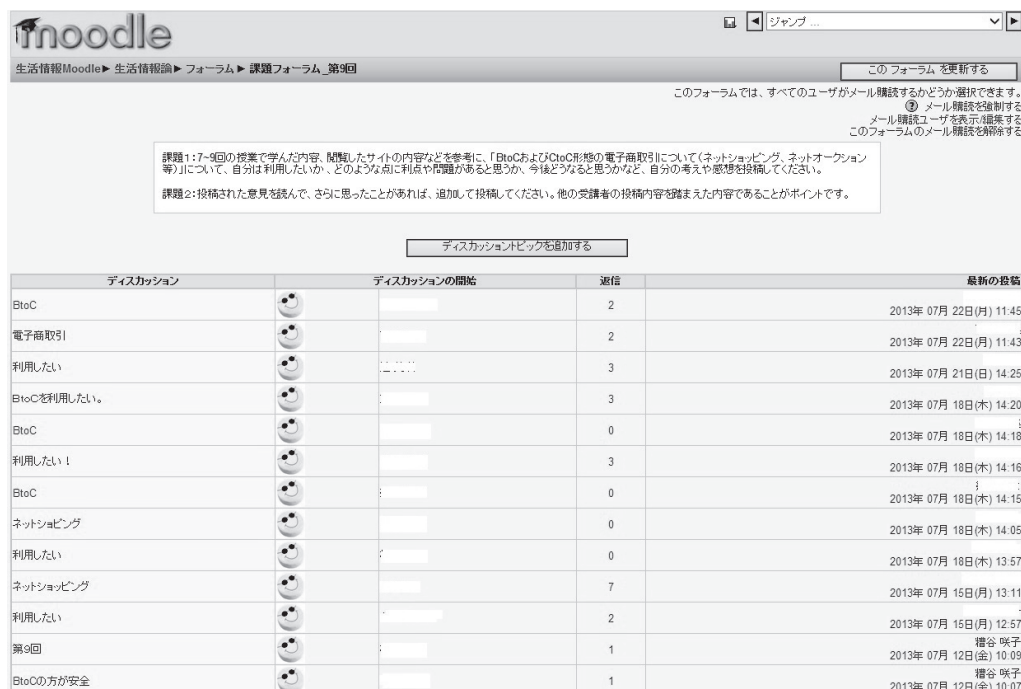 moodle
ジャンプ ...
生活情報Moodle▶ 生活情報論▶ フォーラム▶ 課題フォーラム_第9回
この フォーラム を更新する
このフォーラムでは、すべてのユーザがメール購読するかどうか選択できます。
メール購読を強制する
メール購読ユーザを表示/編集する
このフォーラムのメール購読を解除する
課題1:7~9回の授業で学んだ内容、閲覧したサイトの内容などを参考に、「BtoCおよびCtoC形態の電子商取引について(ネットショッピング、ネットオークション
等)」について、自分は利用したいか、どのような点に利点や問題があると思うか、今後どうなると思うかなど、自分の考えや感想を投稿してください。
課題2:投稿された意見を読んで、さらに思ったことがあれば、追加して投稿してください。他の受講者の投稿内容を踏まえた内容であることがポイントです。
ディスカッショントピックを追加する
ディスカッション ディスカッションの開始 返信 最新の投稿
BtoC 2 2013年 07月 22日(月) 11:45
電子商取引 2 2013年 07月 22日(月) 11:43
利用したい 3 2013年 07月 21日(日) 14:25
BtoCを利用したい。 3 2013年 07月 18日(木) 14:20
BtoC 0 2013年 07月 18日(木) 14:18
利用したい! 3 2013年 07月 18日(木) 14:16
BtoC 0 2013年 07月 18日(木) 14:15
ネットショピング 0 2013年 07月 18日(木) 14:05
利用したい 0 2013年 07月 18日(木) 13:57
ネットショッピング 7 2013年 07月 15日(月) 13:11
利用したい 2 2013年 07月 15日(月) 12:57
第9回 1 糟谷 咲子
2013年 07月 12日(金) 10:09
BtoCの方が安全 1 糟谷 咲子
2013年 07月 12日(金) 10:07